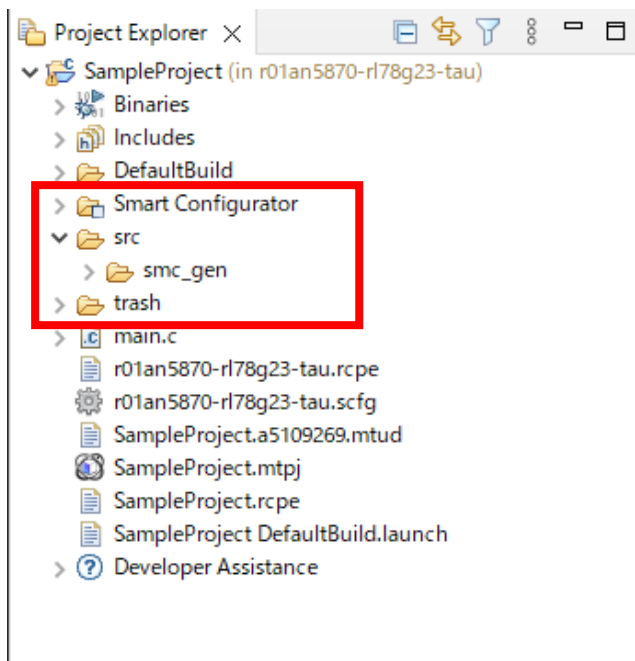 Project Explorer
SampleProject (in r01an5870-rl78g23-tau)
Binaries
Includes
DefaultBuild
Smart Configurator
src
smc_gen
trash
main.c
r01an5870-rl78g23-tau.rcpe
r01an5870-rl78g23-tau.scfg
SampleProject.a5109269.mtud
SampleProject.mtpj
SampleProject.rcpe
SampleProject DefaultBuild.launch
Developer Assistance